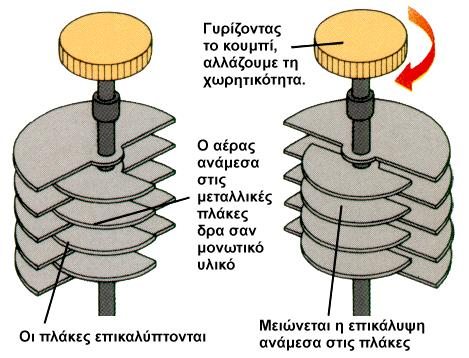 Γυρίζοντας
το κουμπί,
αλλάζουμε τη
χωρητικότητα.
Ο αέρας
ανάμεσα
στις
μεταλλικές
πλάκες
δρα σαν
μονωτικό
υλικό
Οι πλάκες επικαλύπτονται
Μειώνεται η επικάλυψη
ανάμεσα στις πλάκες